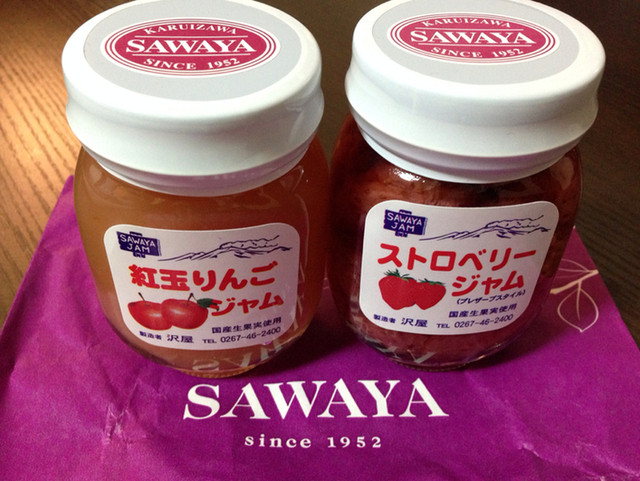 KARUIZAWA
SAWAYA
SINCE 1952
KARUIZAWA
SAWAYA
SINCE 1952
SAWAYA
JAM
紅玉りんご
ジャム
国産生果実使用
製造者 沢屋 TEL 0267-46-2400
SAWAYA
JAM
ストロベリー
ジャム
(プレザーブスタイル)
国産生果実使用
製造者 沢屋 TEL 0267-46-2400
SAWAYA
since 1952